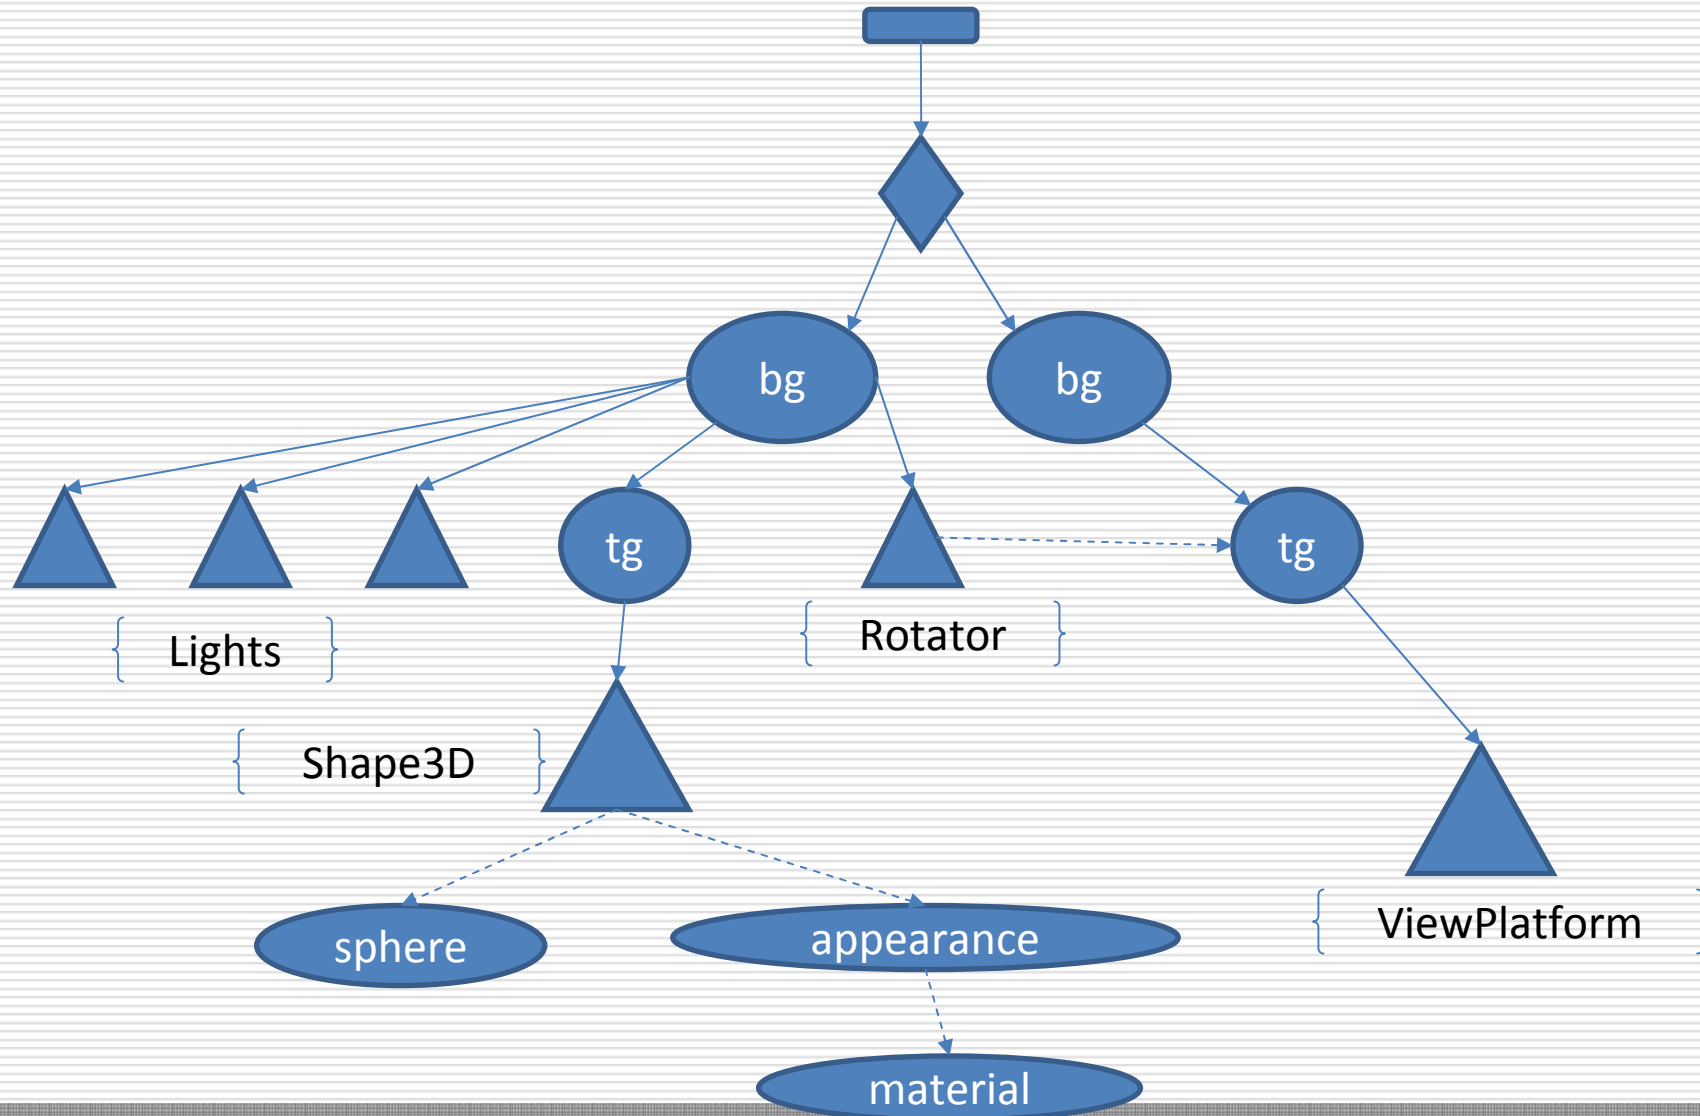 bg
bg
tg
tg
Lights
Rotator
Shape3D
ViewPlatform
sphere
appearance
material